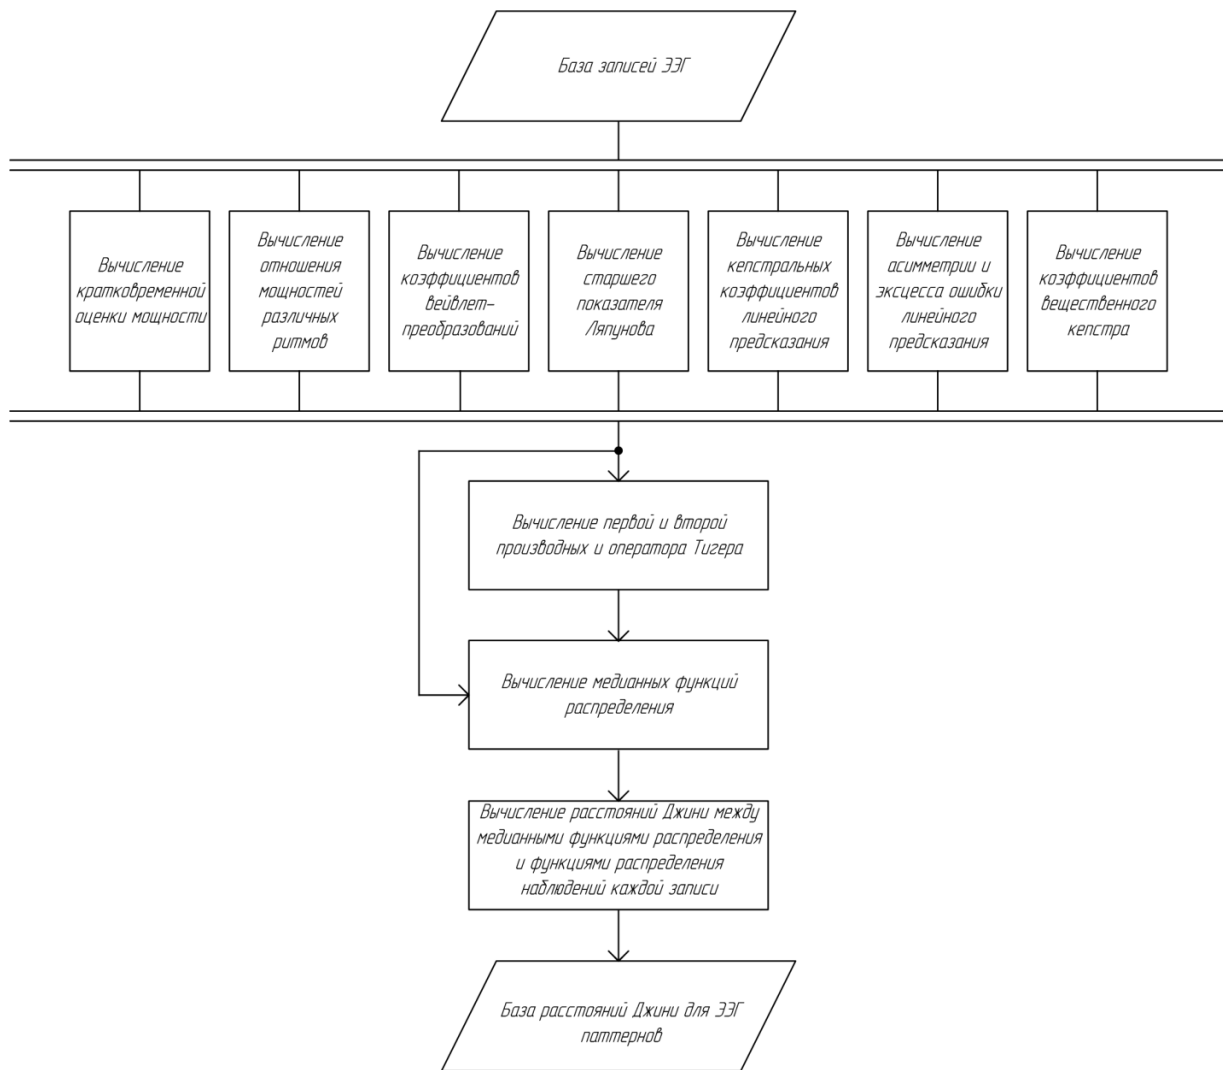 База записей ЭЭГ
Вычисление
кратковременной
оценки мощности
Вычисление
отношения
мощностей
различных
ритмов
Вычисление
коэффициентов
вейвлет-
преобразований
Вычисление
старшего
показателя
Ляпунова
Вычисление
кепстральных
коэффициентов
линейного
предсказания
Вычисление
асимметрии и
эксцесса ошибки
линейного
предсказания
Вычисление
коэффициентов
вещественного
кепстра
Вычисление первой и второй
производных и оператора Тигера
Вычисление медианных функций
распределения
Вычисление расстояний Джини между
медианными функциями распределения
и функциями распределения
наблюдений каждой записи
База расстояний Джини для ЭЭГ
паттернов